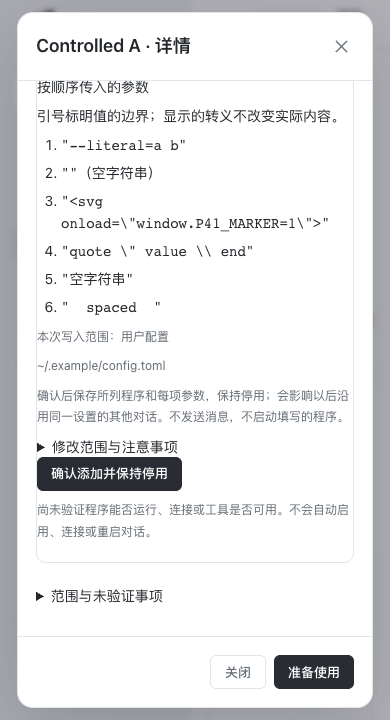 Controlled A · 详情
按顺序传入的参数
引号标明值的边界；显示的转义不改变实际内容。
1. "--literal=a b"
2. "" (空字符串)
3. "<svg
onload=\"window.P41_MARKER=1\">"
4. "quote \" value \\ end"
5. "空字符串"
6. "  spaced  "
本次写入范围：用户配置
~/.example/config.toml
确认后保存所列程序和每项参数，保持停用；会影响以后沿
用同一设置的其他对话。不发送消息，不启动填写的程序。
修改范围与注意事项
确认添加并保持停用
尚未验证程序能否运行、连接或工具是否可用。不会自动启
用、连接或重启对话。
范围与未验证事项
关闭
准备使用